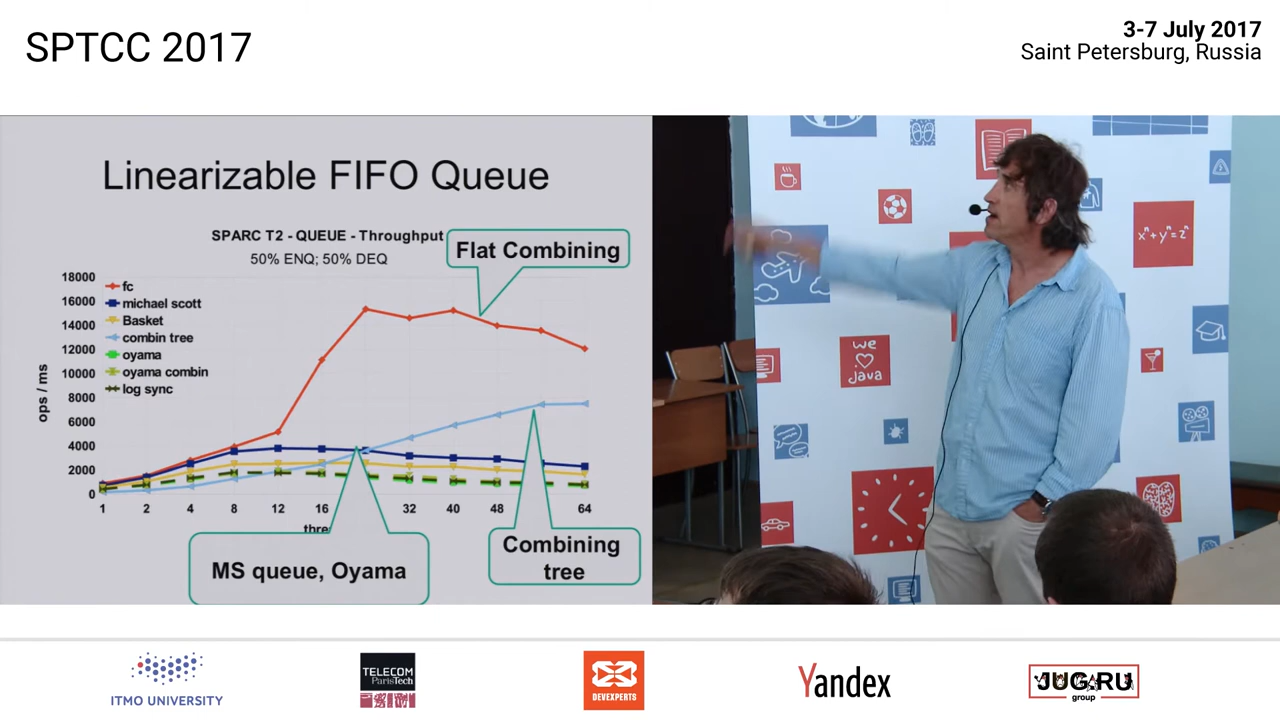 SPTCC 2017
3-7 July 2017
Saint Petersburg, Russia
Linearizable FIFO Queue
SPARC T2 - QUEUE - Throughput
50% ENQ; 50% DEQ
Flat Combining
18000
16000
14000
12000
10000
8000
6000
4000
2000
0
ops / ms
fc
michael scott
Basket
combin tree
oyama
oyama combin
log sync
1 2 4 8 12 16 32 40 48 64
MS queue, Oyama
Combining
tree
we
java
xⁿ+yⁿ=zⁿ
ITMO UNIVERSITY
TELECOM
ParisTech
DEVEXPERTS
Yandex
JUG.RU
group